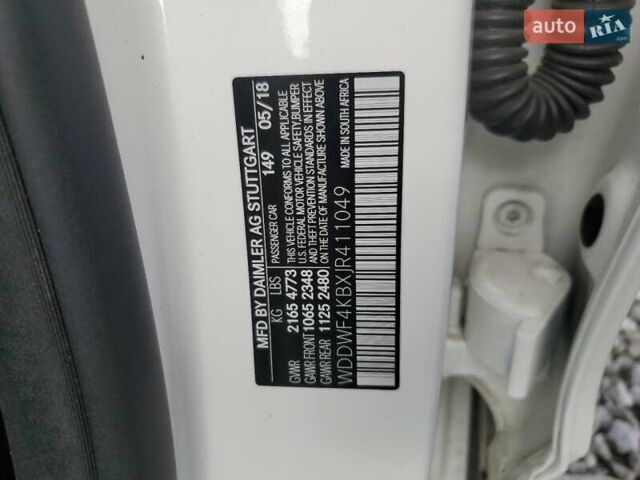 auto RIA
.com
MFD BY DAIMLER AG STUTTGART
PASSENGER CAR 149 05/18
KG LBS
THIS VEHICLE CONFORMS TO ALL APPLICABLE
U.S. FEDERAL MOTOR VEHICLE SAFETY, BUMPER
AND THEFT PREVENTION STANDARDS IN EFFECT
ON THE DATE OF MANUFACTURE SHOWN ABOVE
GVWR 2165 4773
GAWR FRONT 1065 2348
GAWR REAR 1125 2480
MADE IN SOUTH AFRICA
WDDWF4KBXJR411049